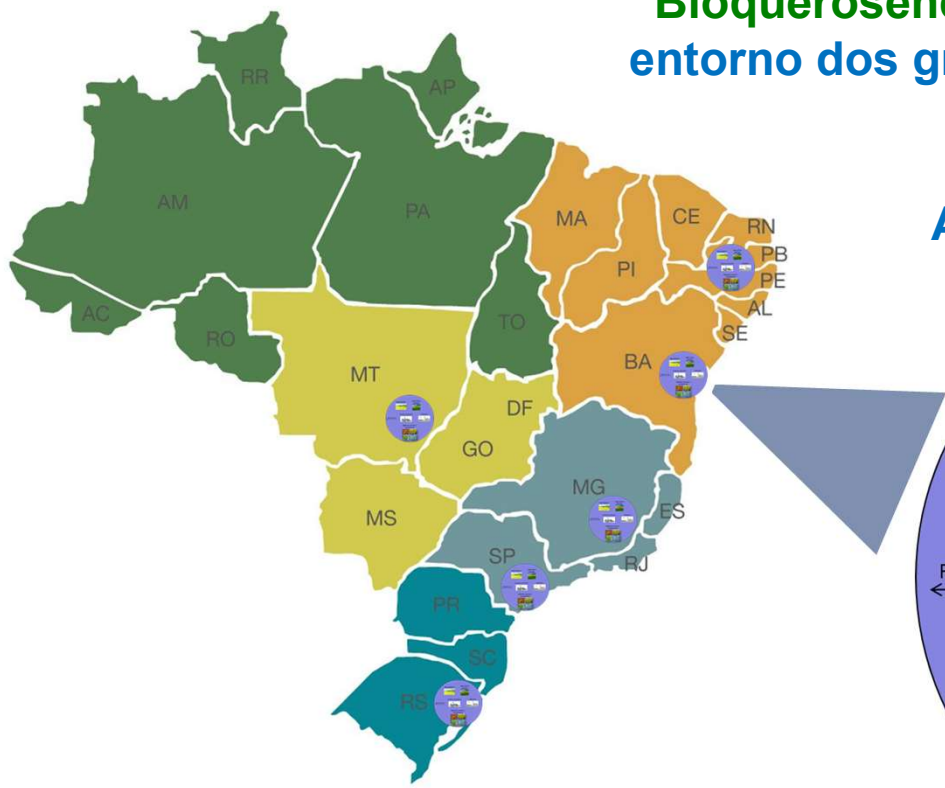 Bioqueroseno
entorno dos gr
A
RR
AP
AM
PA
MA
CE
RN
PB
PI
PE
AL
AC
RO
TO
SE
BA
MT
DF
GO
MG
ES
MS
SP
RJ
PR
SC
RS